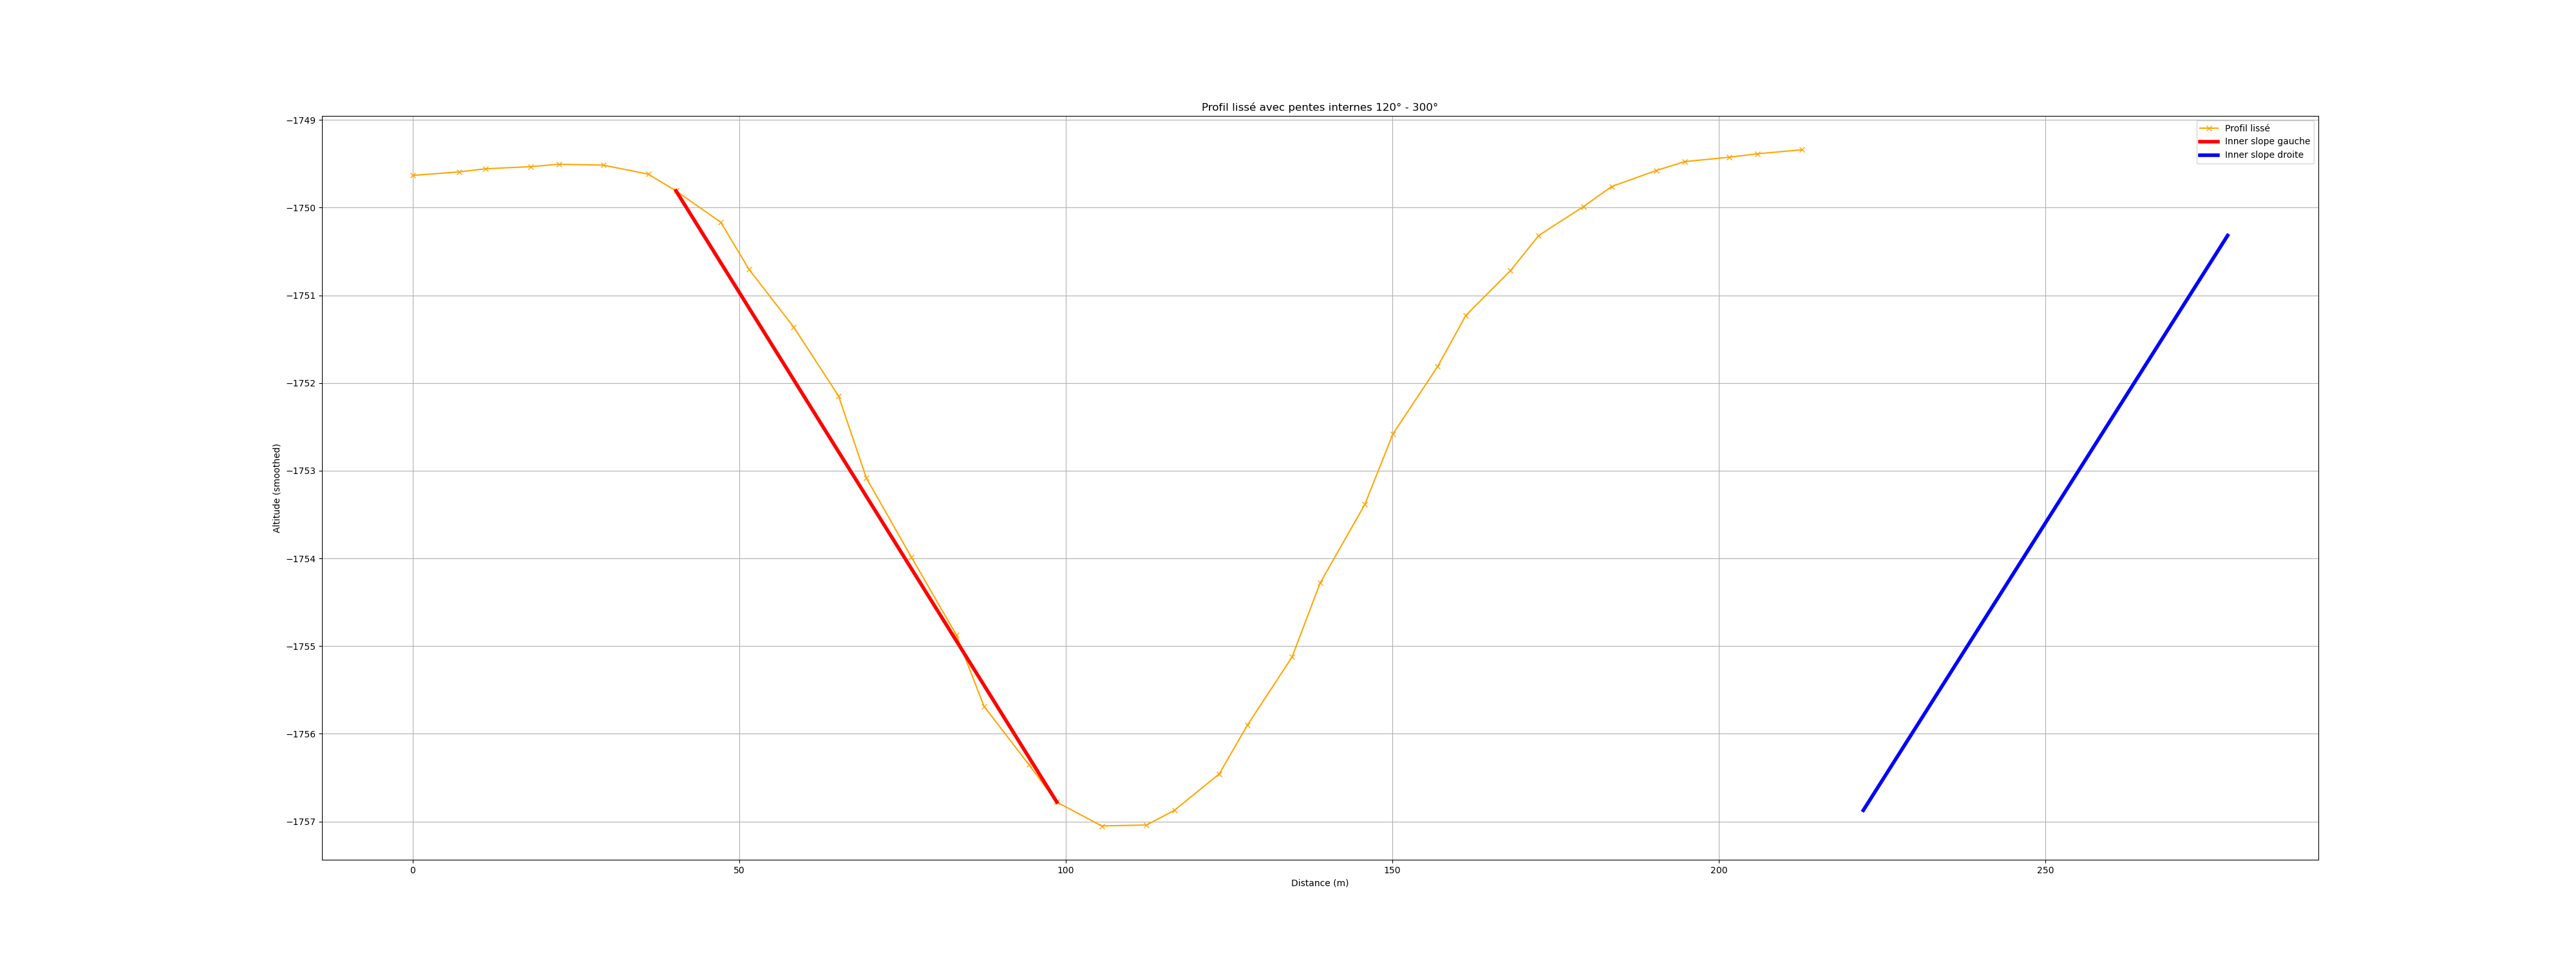 Profil lissé avec pentes internes 120° - 300°
Profil lissé
Inner slope gauche
Inner slope droite
−1749
−1750
−1751
−1752
−1753
−1754
−1755
−1756
−1757
Altitude (smoothed)
0 50 100 150 200 250
Distance (m)